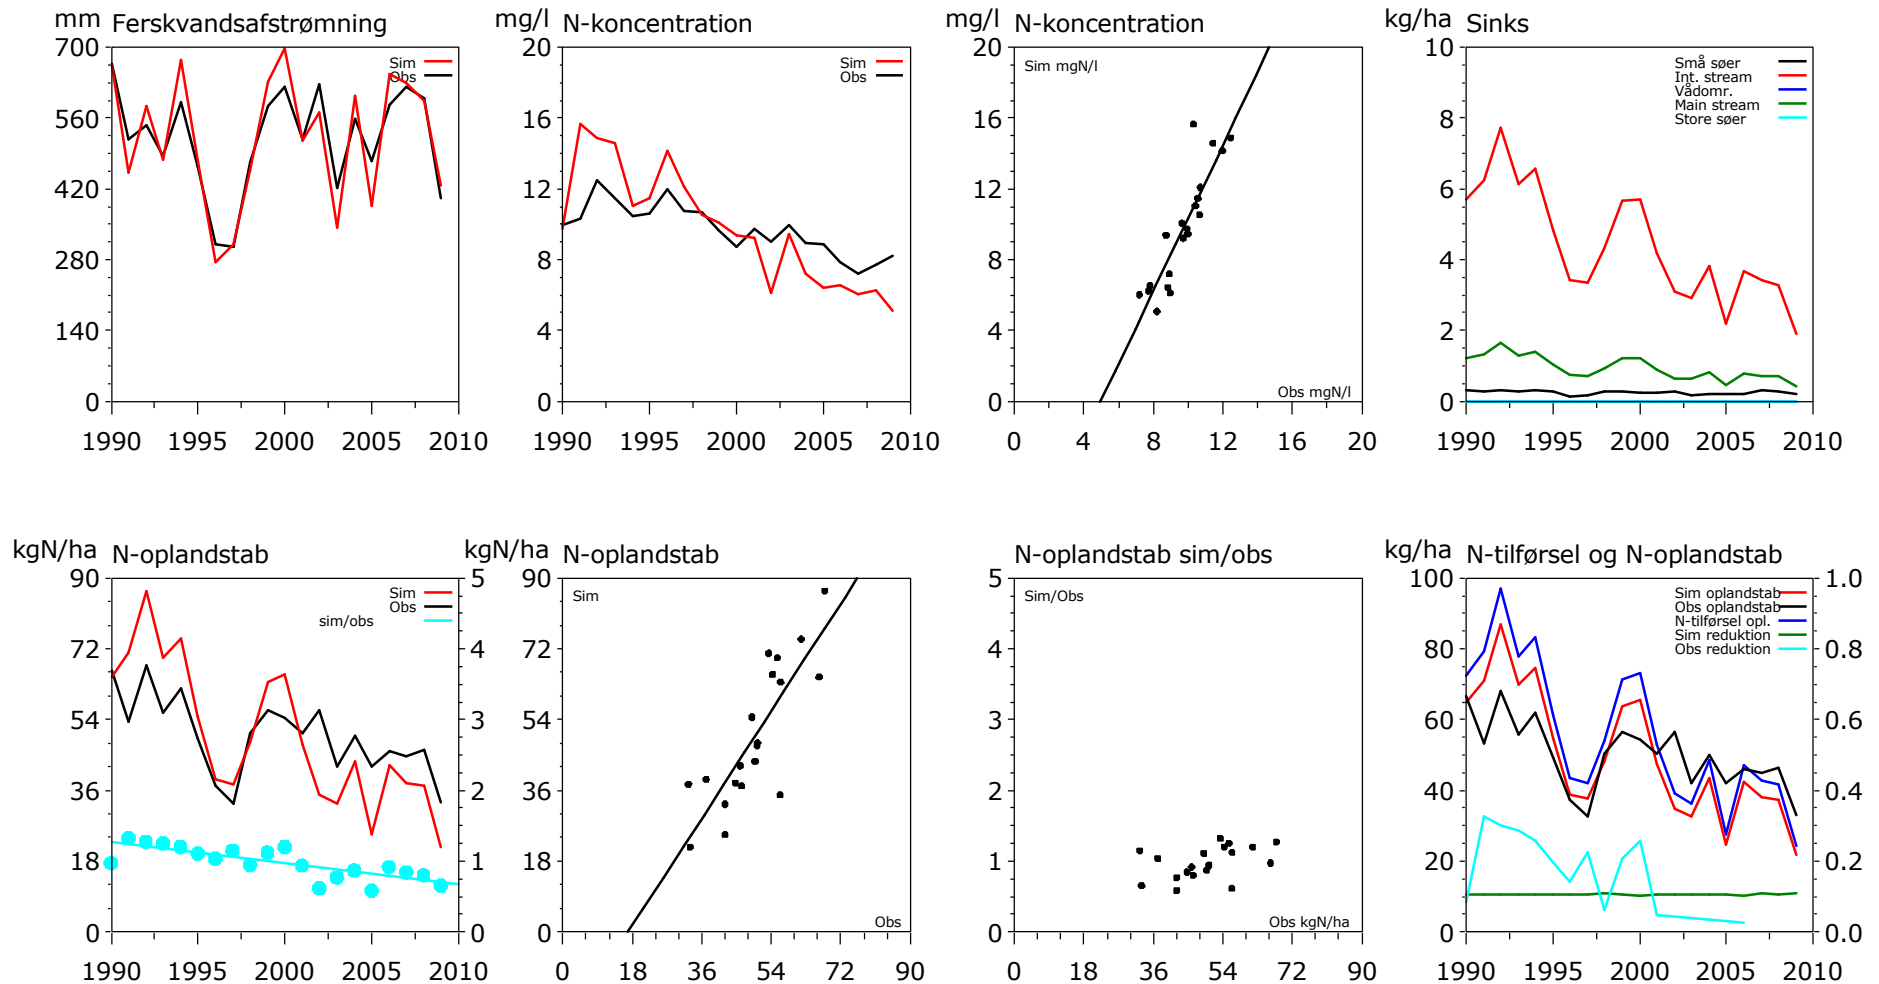 mm Ferskvandsafstrømning
700
560
420
280
140
0
Sim
Obs
1990 1995 2000 2005 2010
mg/l N-koncentration
20
16
12
8
4
0
Sim
Obs
1990 1995 2000 2005 2010
mg/l N-koncentration
20
16
12
8
4
0
Sim mgN/l
Obs mgN/l
0 4 8 12 16 20
kg/ha Sinks
10
8
6
4
2
0
Små søer
Int. stream
Vådomr.
Main stream
Store søer
1990 1995 2000 2005 2010
kgN/ha N-oplandstab
90
72
54
36
18
0
Sim
Obs
sim/obs
5
4
3
2
1
0
1990 1995 2000 2005 2010
kgN/ha N-oplandstab
90
72
54
36
18
0
Sim
Obs
0 18 36 54 72 90
N-oplandstab sim/obs
5
4
3
2
1
0
Sim/Obs
Obs kgN/ha
0 18 36 54 72 90
kg/ha N-tilførsel og N-oplandstab
100
80
60
40
20
0
Sim oplandstab
Obs oplandstab
N-tilførsel opl.
Sim reduktion
Obs reduktion
1.0
0.8
0.6
0.4
0.2
0.0
1990 1995 2000 2005 2010